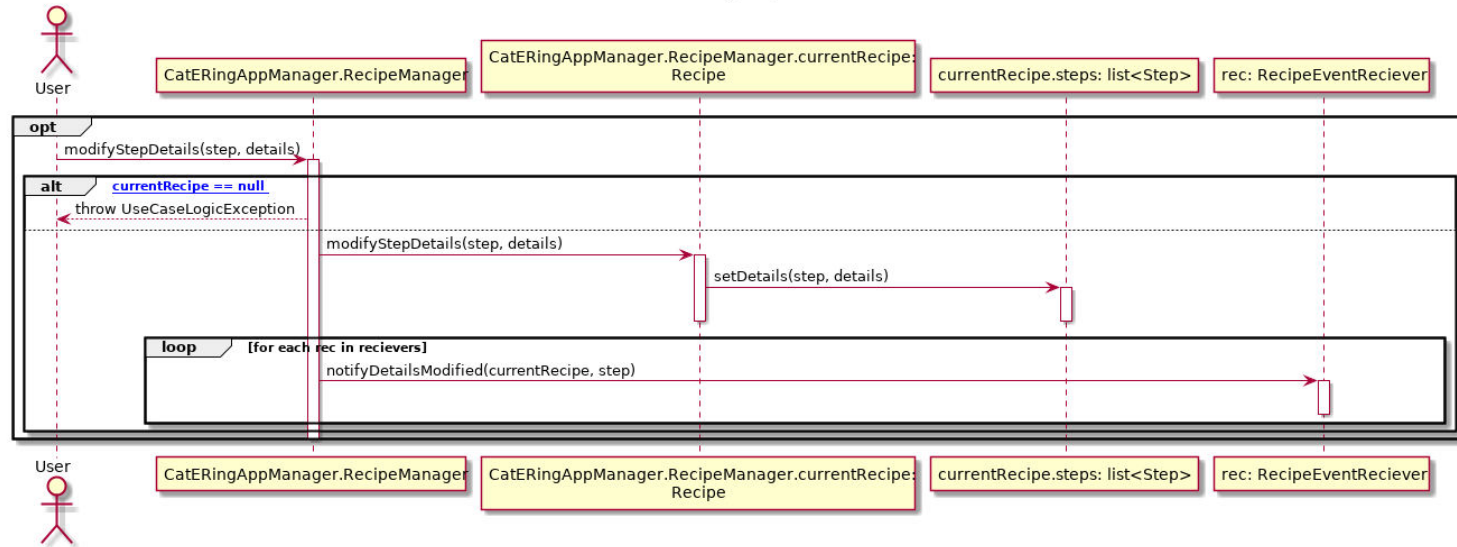 User
CatERingAppManager.RecipeManager
CatERingAppManager.RecipeManager.currentRecipe:
Recipe
currentRecipe.steps: list<Step>
rec: RecipeEventReciever
opt
modifyStepDetails(step, details)
alt
currentRecipe == null
throw UseCaseLogicException
modifyStepDetails(step, details)
setDetails(step, details)
loop
[for each rec in recievers]
notifyDetailsModified(currentRecipe, step)
User
CatERingAppManager.RecipeManager
CatERingAppManager.RecipeManager.currentRecipe:
Recipe
currentRecipe.steps: list<Step>
rec: RecipeEventReciever